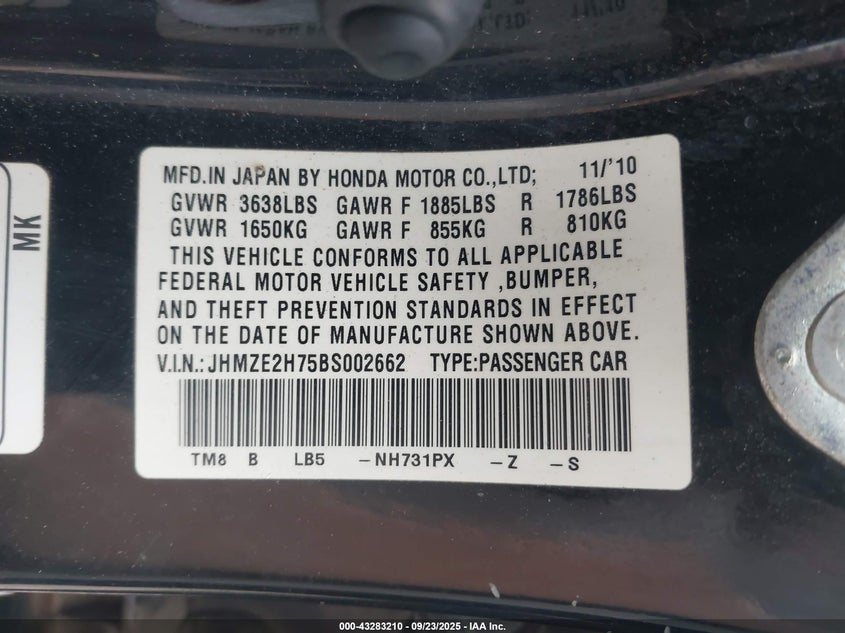 MFD.IN JAPAN BY HONDA MOTOR CO.,LTD; 11/'10
GVWR 3638LBS GAWR F 1885LBS R 1786LBS
GVWR 1650KG GAWR F 855KG R 810KG
THIS VEHICLE CONFORMS TO ALL APPLICABLE
FEDERAL MOTOR VEHICLE SAFETY ,BUMPER,
AND THEFT PREVENTION STANDARDS IN EFFECT
ON THE DATE OF MANUFACTURE SHOWN ABOVE.
V.I.N.:JHMZE2H75BS002662 TYPE:PASSENGER CAR
TM8 B LB5 -NH731PX -Z -S
MK
000-43283210 - 09/23/2025 - IAA Inc.